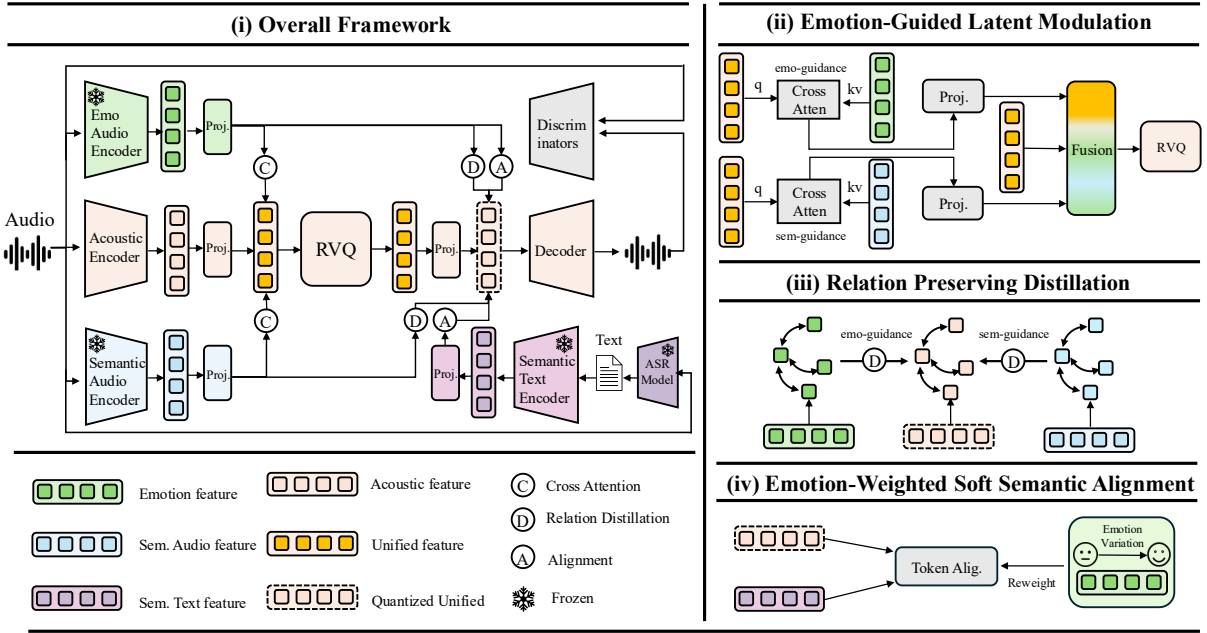 (i) Overall Framework
Emo
Audio
Encoder
Proj.
C
D
A
Discrim
inators
Audio
Acoustic
Encoder
Proj.
RVQ
Proj.
Decoder
C
D
A
Semantic
Audio
Encoder
Proj.
Proj.
Semantic
Text
Encoder
Text
ASR
Model
Emotion feature
Acoustic feature
C Cross Attention
D Relation Distillation
Sem. Audio feature
Unified feature
A Alignment
Sem. Text feature
Quantized Unified
Frozen
(ii) Emotion-Guided Latent Modulation
emo-guidance
q
Cross
Atten
kv
Proj.
Fusion
RVQ
q
Cross
Atten
kv
Proj.
sem-guidance
(iii) Relation Preserving Distillation
emo-guidance
D
sem-guidance
D
(iv) Emotion-Weighted Soft Semantic Alignment
Token Alig.
Reweight
Emotion
Variation